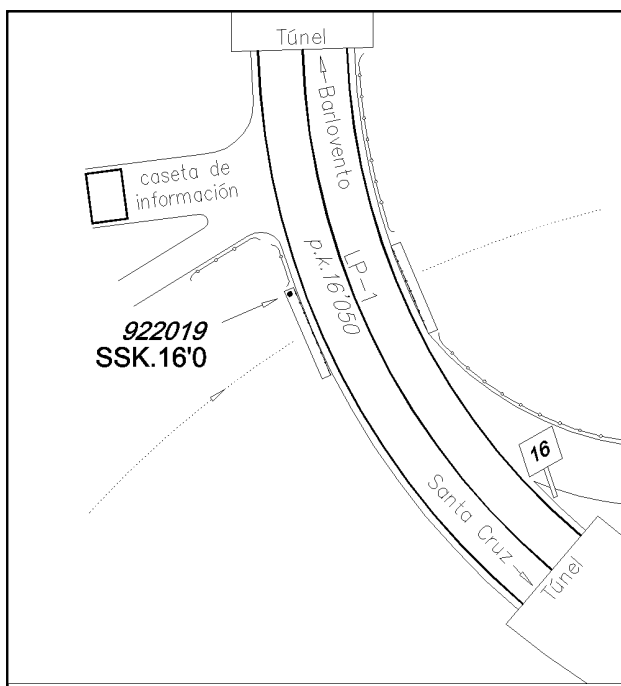 Túnel
Barlovento
caseta de
información
LP-1
p.k.16'050
922019
SSK.16'0
16
Santa Cruz
Túnel